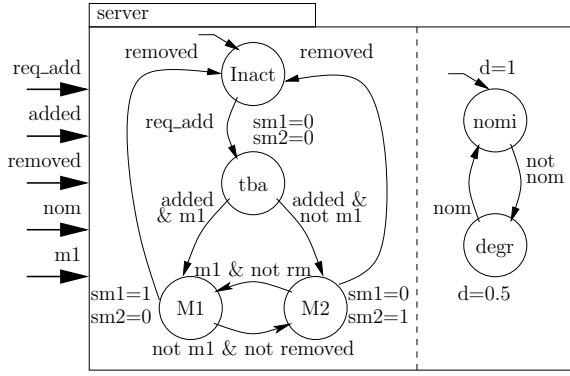 server
removed
removed
Inact
d=1
req_add
req_add
sm1=0
sm2=0
nomi
added
not
nom
removed
tba
added
& m1
added &
not m1
nom
nom
degr
m1
m1 & not rm
sm1=1
sm2=0
M1
M2
sm1=0
sm2=1
d=0.5
not m1 & not removed